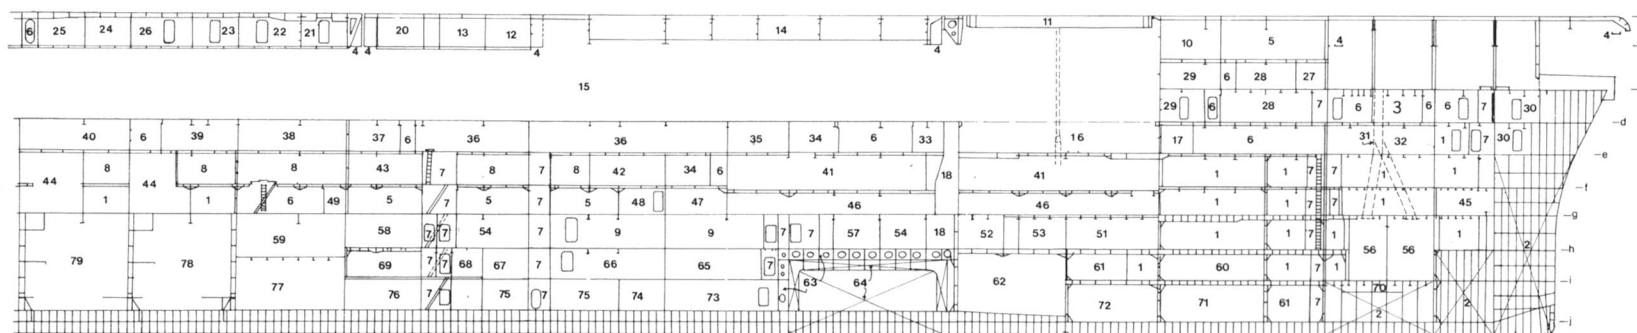 6 25 24 26 23 22 21 4 4 20 13 12 4 14 4 11 10 5 4 4
15 29 6 28 27
29 6 28 7 6 3 6 6 7 30
d
40 6 39 38 37 6 36 36 35 34 6 33 16 17 6 31 32 1 7 30
e
44 8 44 8 8 43 7 8 7 8 42 34 6 41 18 41 1 1 7 7 1 1
f
1 1 6 49 5 7 5 7 5 48 47 46 46 1 1 7 7 1 45
g
59 58 7 7 54 7 9 9 7 7 57 54 18 52 53 51 1 1 7 1 56 56 1 2
h
79 78 69 7 7 68 67 7 66 65 7 63 64 62 61 1 60 1 7 1
i
77 76 7 75 7 75 74 73 72 71 61 7 70 2 2
j